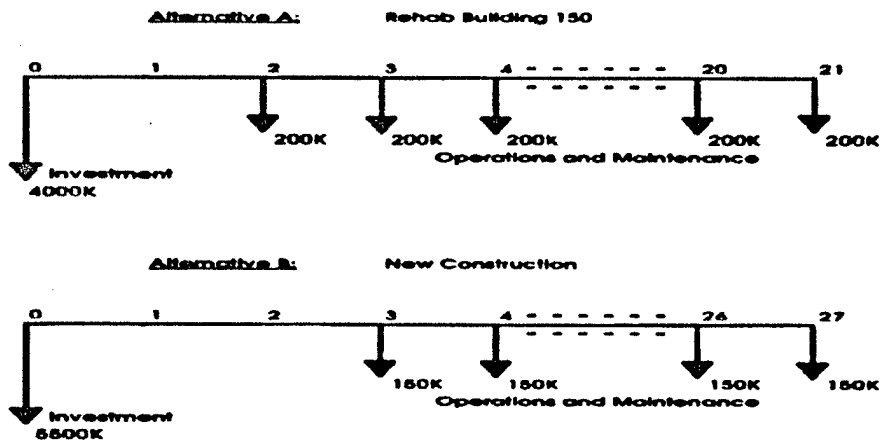 Alternative A: Rehab Building 150
0 1 2 3 4 20 21
200K 200K 200K 200K 200K
Operations and Maintenance
Investment
4000K
Alternative B: New Construction
0 1 2 3 4 26 27
150K 150K 150K 150K
Operations and Maintenance
Investment
5500K